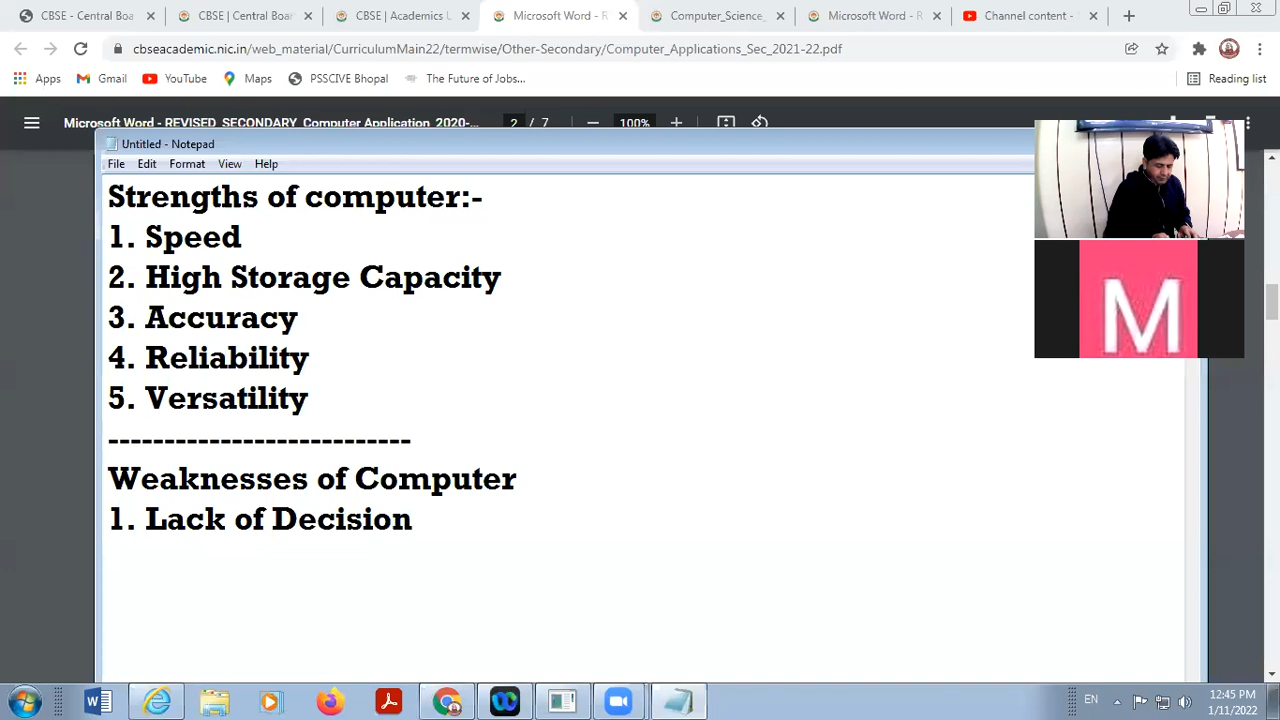 CBSE - Central Boa
CBSE | Central Boar
CBSE | Academics U
Microsoft Word - R
Computer_Science_
Microsoft Word - R
Channel content -
cbseacademic.nic.in/web_material/CurriculumMain22/termwise/Other-Secondary/Computer_Applications_Sec_2021-22.pdf
Apps
Gmail
YouTube
Maps
PSSCIVE Bhopal
The Future of Jobs...
Reading list
Microsoft Word - REVISED_SECONDARY_Computer Application_2020-...
2 / 7
100%
Untitled - Notepad
File Edit Format View Help
Strengths of computer:-
1. Speed
2. High Storage Capacity
3. Accuracy
4. Reliability
5. Versatility
---------------------------
Weaknesses of Computer
1. Lack of Decision
M
EN
12:45 PM
1/11/2022